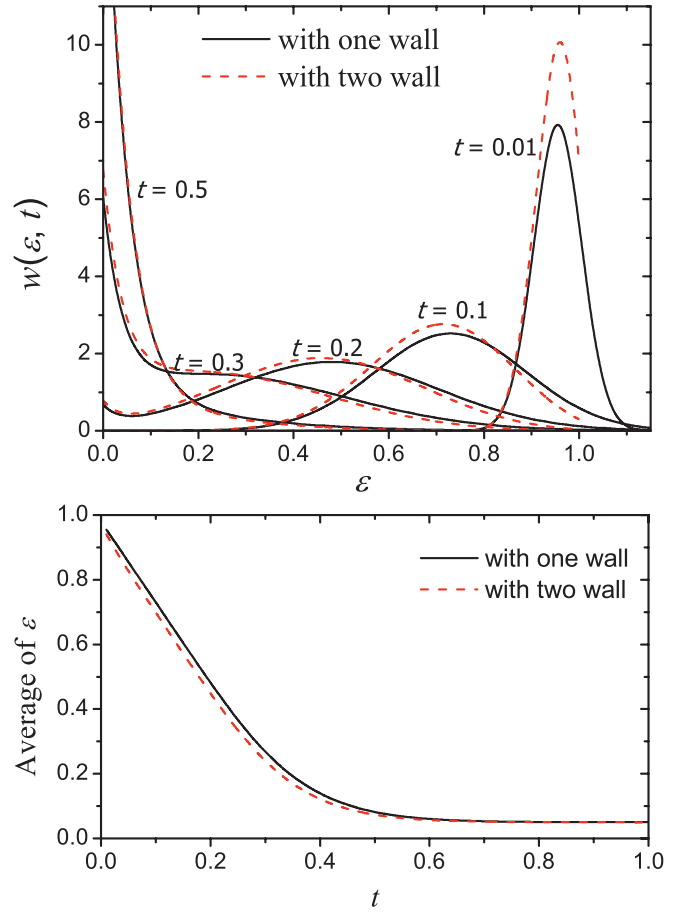 10
8
6
4
2
0
w(ε, t)
with one wall
with two wall
t = 0.01
t = 0.5
t = 0.1
t = 0.2
t = 0.3
0.0 0.2 0.4 0.6 0.8 1.0
ε
1.0
0.8
0.6
0.4
0.2
0.0
Average of ε
with one wall
with two wall
0.0 0.2 0.4 0.6 0.8 1.0
t